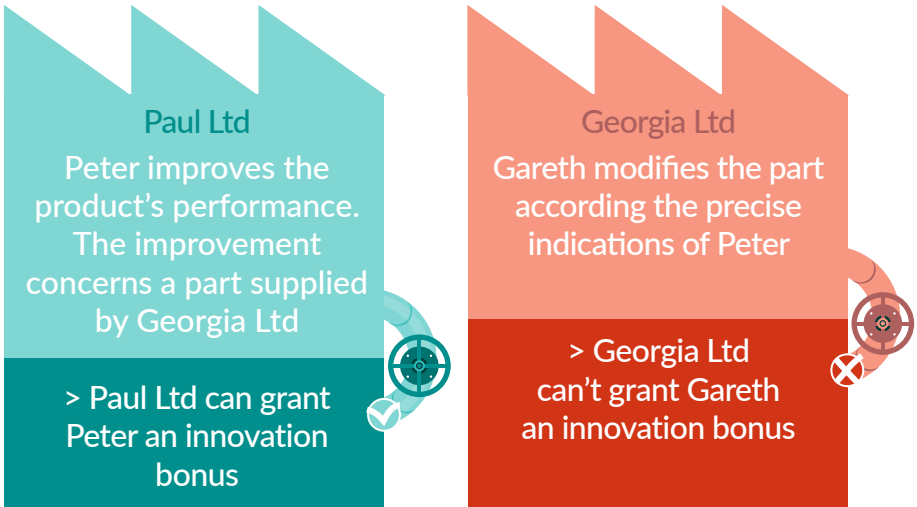 Paul Ltd
Peter improves the
product’s performance.
The improvement
concerns a part supplied
by Georgia Ltd
> Paul Ltd can grant
Peter an innovation
bonus
Georgia Ltd
Gareth modifies the part
according the precise
indications of Peter
> Georgia Ltd
can’t grant Gareth
an innovation bonus